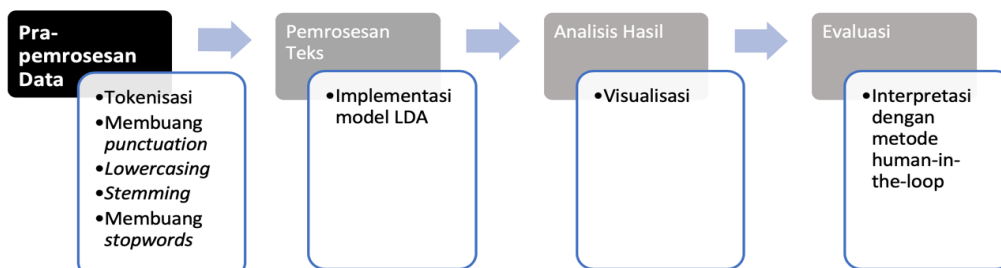 Pra-
pemrosesan
Data
•Tokenisasi
•Membuang
punctuation
•Lowercasing
•Stemming
•Membuang
stopwords
Pemrosesan
Teks
•Implementasi
model LDA
Analisis Hasil
•Visualisasi
Evaluasi
•Interpretasi
dengan
metode
human-in-
the-loop